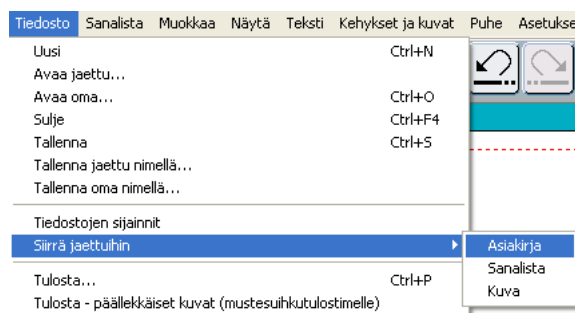 Tiedosto Sanalista Muokkaa Näytä Teksti Kehykset ja kuvat Puhe Asetukse
Uusi Ctrl+N
Avaa jaettu...
Avaa oma... Ctrl+O
Sulje Ctrl+F4
Tallenna Ctrl+S
Tallenna jaettu nimellä...
Tallenna oma nimellä...
Tiedostojen sijainnit
Siirrä jaettuihin Asiakirja
Sanalista
Tulosta... Ctrl+P
Kuva
Tulosta - päällekkäiset kuvat (mustesuihkutulostimelle)